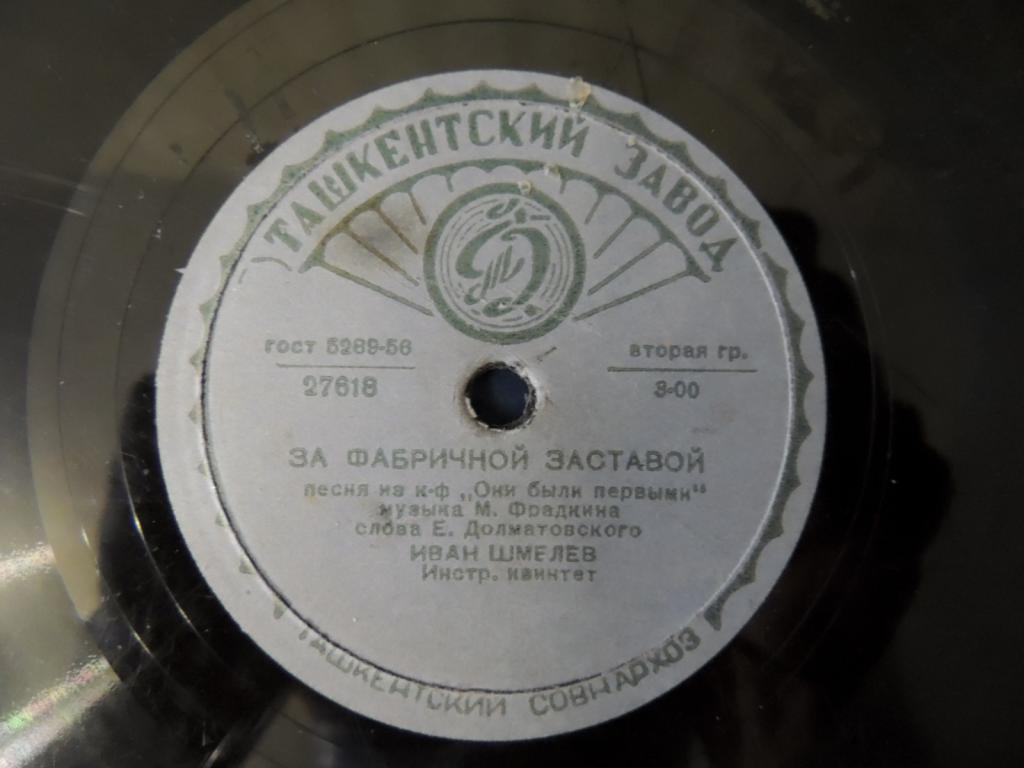 ТАШКЕНТСКИЙ ЗАВОД
гост 5289-56
27618
вторая гр.
3-00
ЗА ФАБРИЧНОЙ ЗАСТАВОЙ
песня из к-ф „Они были первыми“
музыка М. Фрадкина
слова Е. Долматовского
ИВАН ШМЕЛЕВ
Инстр. квинтет
ТАШКЕНТСКИЙ СОВНАРХОЗ